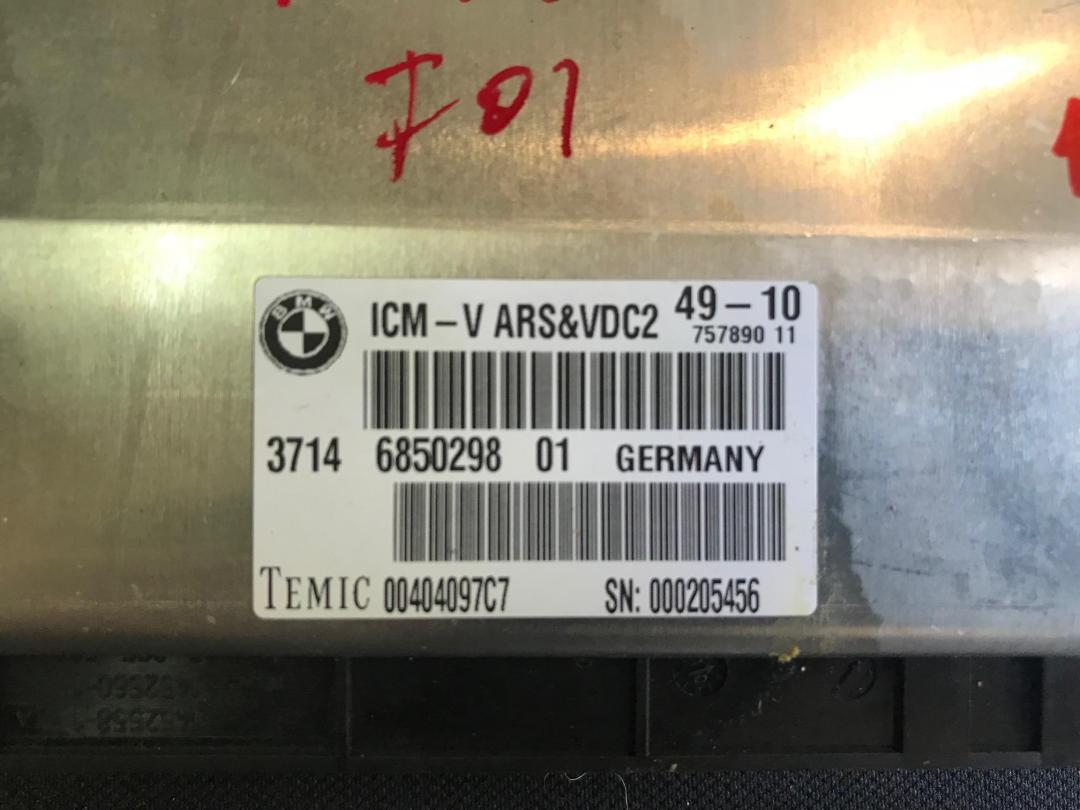 F01
BMW
ICM-V ARS&VDC2 49-10
757890 11
3714 6850298 01 GERMANY
TEMIC 00404097C7 SN: 000205456